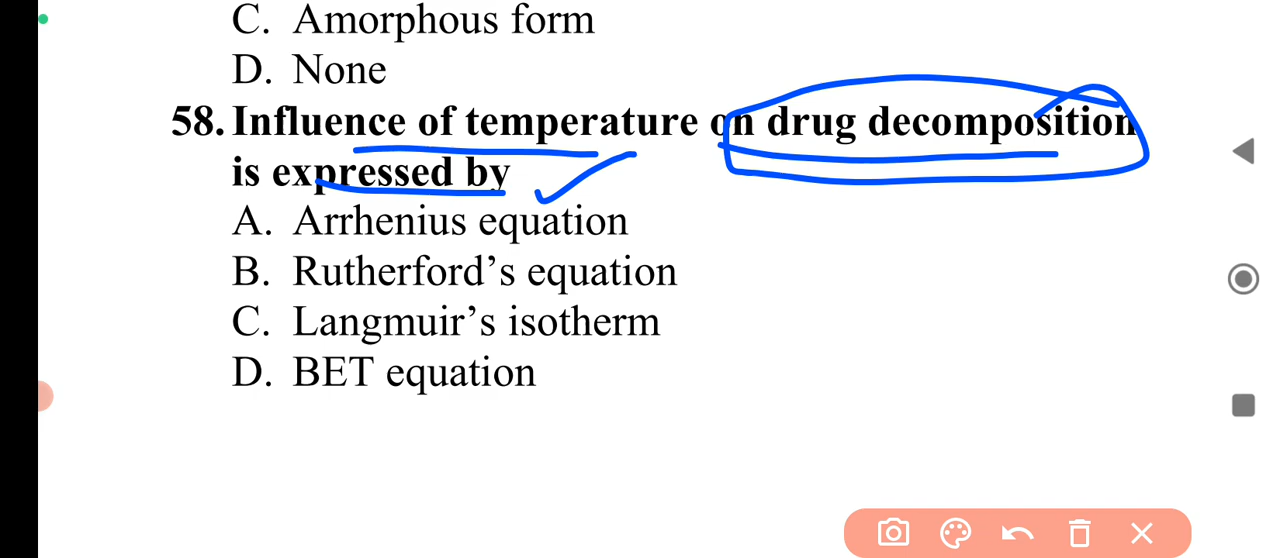 C. Amorphous form
D. None
58. Influence of temperature on drug decomposition
is expressed by
A. Arrhenius equation
B. Rutherford’s equation
C. Langmuir’s isotherm
D. BET equation